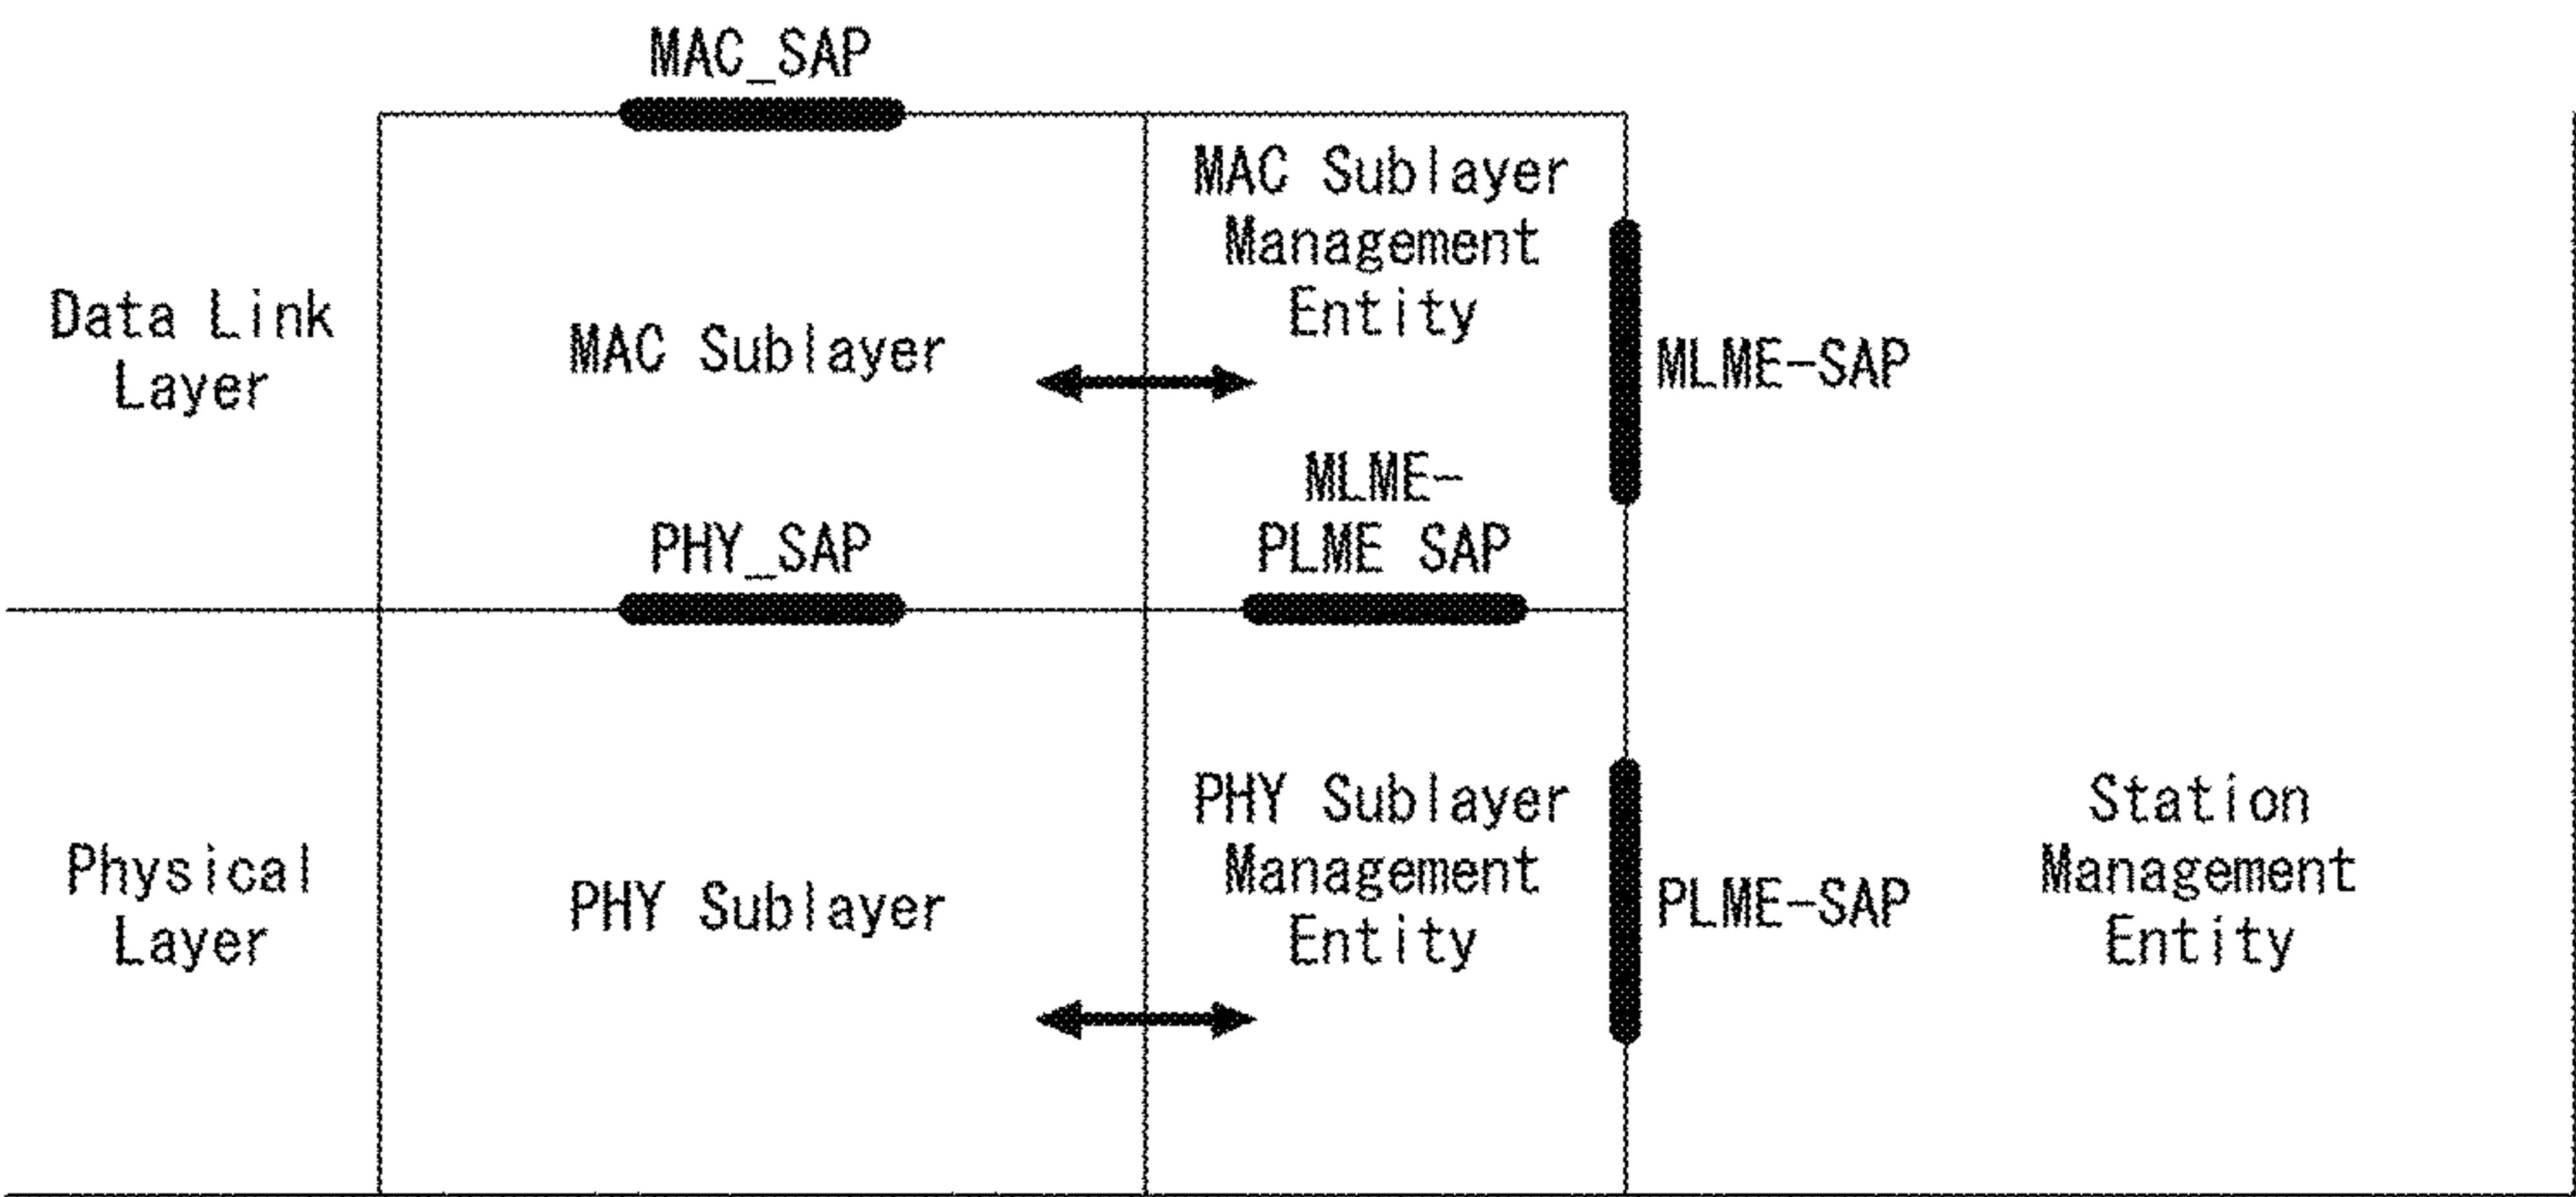 MAC_SAP
Data Link
Layer
MAC Sublayer
MAC Sublayer
Management
Entity
MLME-SAP
PHY_SAP
MLME-
PLME SAP
Physical
Layer
PHY Sublayer
PHY Sublayer
Management
Entity
PLME-SAP
Station
Management
Entity